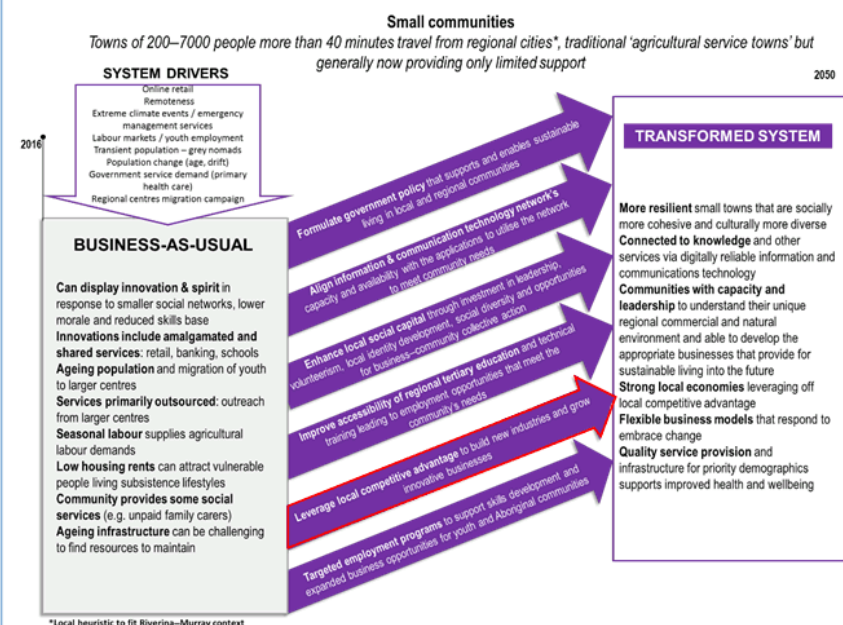 Small communities
Towns of 200–7000 people more than 40 minutes travel from regional cities*, traditional 'agricultural service towns' but
generally now providing only limited support
SYSTEM DRIVERS
Online retail
Remoteness
Extreme climate events / emergency
management services
Labour markets / youth employment
Transient population – grey nomads
Population change (age, drift)
Government service demand (primary
health care)
Regional centres migration campaign
2016
2050
BUSINESS-AS-USUAL
Can display innovation & spirit in
response to smaller social networks, lower
morale and reduced skills base
Innovations include amalgamated and
shared services: retail, banking, schools
Ageing population and migration of youth
to larger centres
Services primarily outsourced: outreach
from larger centres
Seasonal labour supplies agricultural
labour demands
Low housing rents can attract vulnerable
people living subsistence lifestyles
Community provides some social
services (e.g. unpaid family carers)
Ageing infrastructure can be challenging
to find resources to maintain
Formulate government policy that supports and enables sustainable
living in local and regional communities
Align information & communication technology network's
capacity and availability with the applications to utilise the network
to meet community needs
Enhance local social capital through investment in leadership,
volunteerism, local identity development, social diversity and opportunities
for business–community collective action
Improve accessibility of regional tertiary education and technical
training leading to employment opportunities that meet the
community's needs
Leverage local competitive advantage to build new industries and grow
innovative businesses
Targeted employment programs to support skills development and
expanded business opportunities for youth and Aboriginal communities
TRANSFORMED SYSTEM
More resilient small towns that are socially
more cohesive and culturally more diverse
Connected to knowledge and other
services via digitally reliable information and
communications technology
Communities with capacity and
leadership to understand their unique
regional commercial and natural
environment and able to develop the
appropriate businesses that provide for
sustainable living into the future
Strong local economies leveraging off
local competitive advantage
Flexible business models that respond to
embrace change
Quality service provision and
infrastructure for priority demographics
supports improved health and wellbeing
*Local heuristic to fit Riverina–Murray context